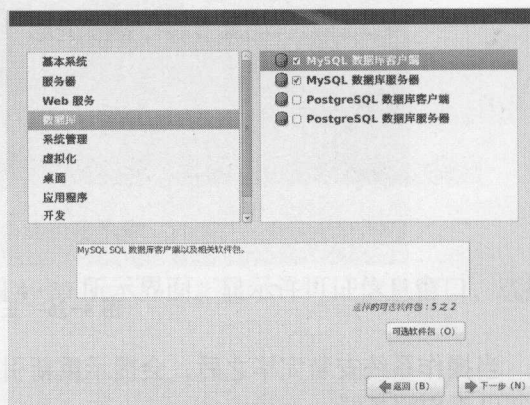 基本系统
服务器
Web 服务
数据库
系统管理
虚拟化
桌面
应用程序
开发
MySQL 数据库客户端
MySQL 数据库服务器
PostgreSQL 数据库客户端
PostgreSQL 数据库服务器
MySQL SQL 数据库客户端以及相关软件包。
选择的可选软件包：5 之 2
可选软件包（O）
返回（B）
下一步（N）